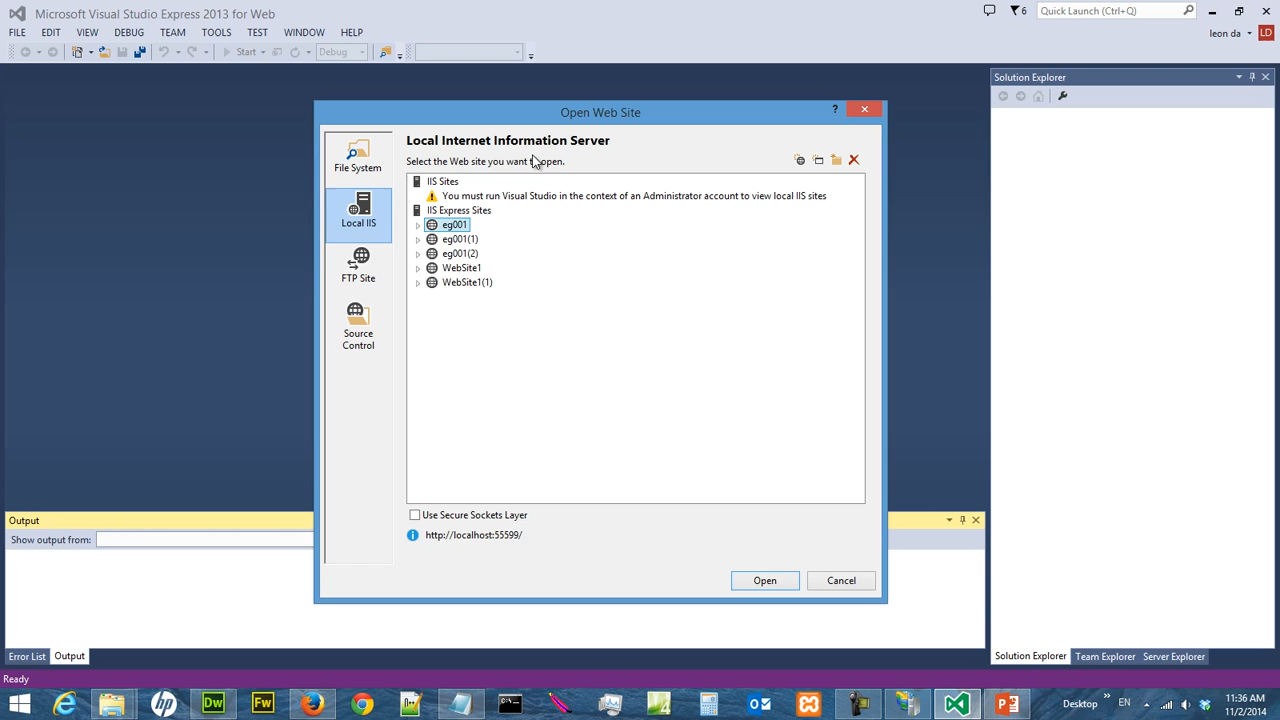 Microsoft Visual Studio Express 2013 for Web
6
Quick Launch (Ctrl+Q)
FILE EDIT VIEW DEBUG TEAM TOOLS TEST WINDOW HELP
leon da
LD
Start
Debug
Solution Explorer
Open Web Site
?
File System
Local IIS
FTP Site
Source
Control
Local Internet Information Server
Select the Web site you want to open.
IIS Sites
You must run Visual Studio in the context of an Administrator account to view local IIS sites
IIS Express Sites
eg001
eg001(1)
eg001(2)
WebSite1
WebSite1(1)
Use Secure Sockets Layer
http://localhost:55599/
Open
Cancel
Output
Show output from:
Error List
Output
Solution Explorer
Team Explorer
Server Explorer
Ready
Dw
Fw
Desktop
EN
11:36 AM
11/2/2014